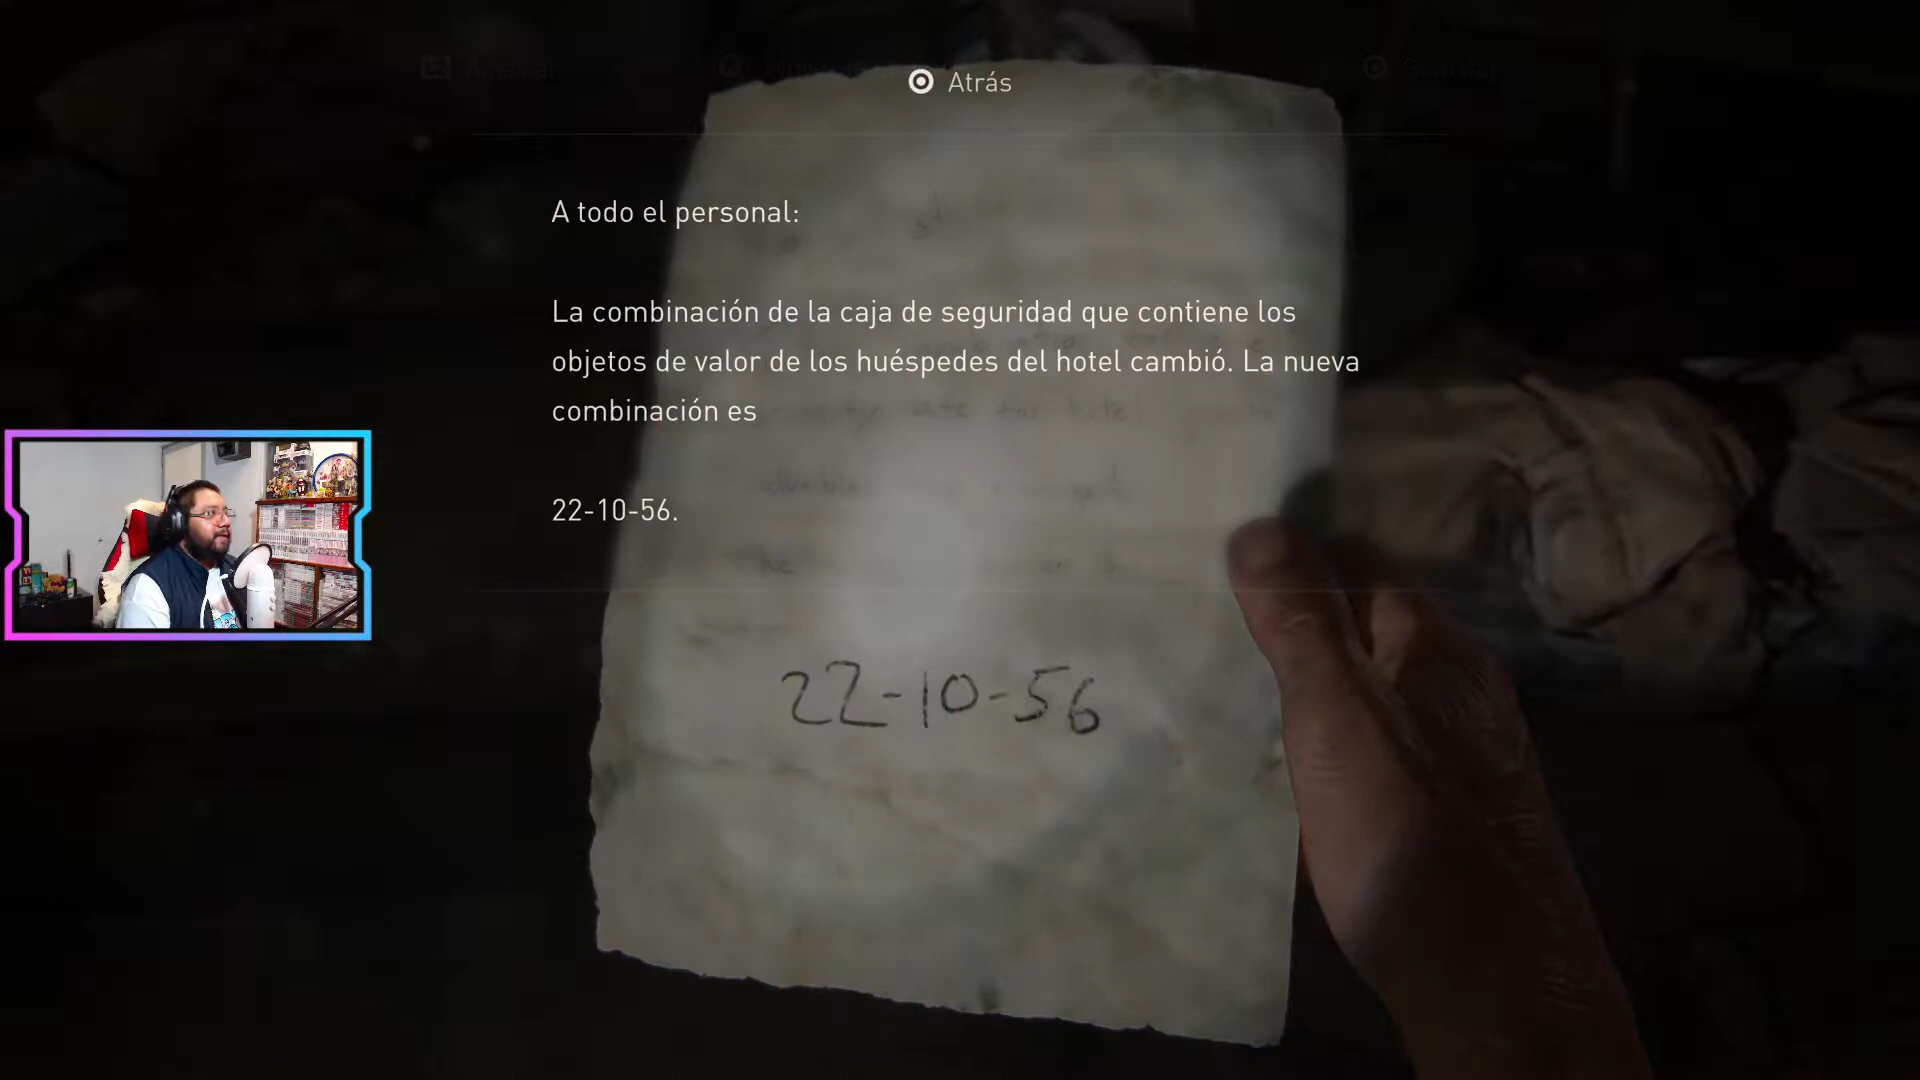 Atrás
A todo el personal:
La combinación de la caja de seguridad que contiene los
objetos de valor de los huéspedes del hotel cambió. La nueva
combinación es
22-10-56.
22-10-56